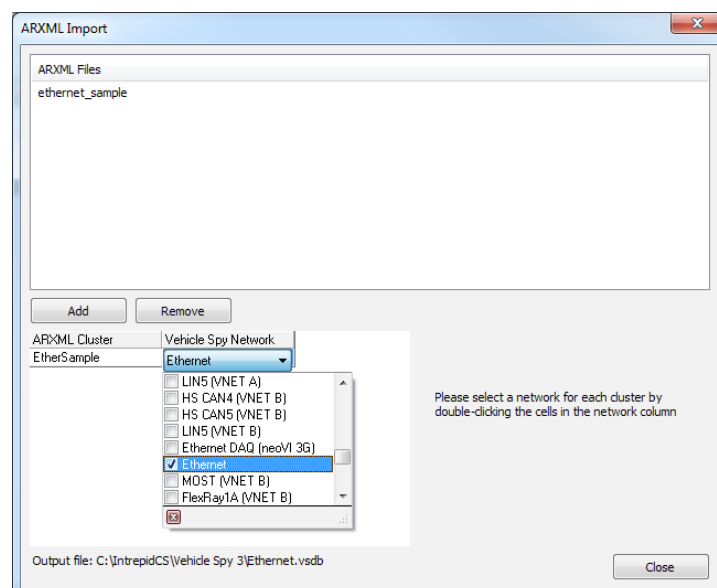 ARXML Import
ARXML Files
ethernet_sample
Add Remove
ARXML Cluster Vehicle Spy Network
EtherSample Ethernet
LIN5 (VNET A)
HS CAN4 (VNET B)
HS CAN5 (VNET B)
LIN5 (VNET B)
Ethernet DAQ (neoVI 3G)
Ethernet
MOST (VNET B)
FlexRay1A (VNET B)
Please select a network for each cluster by
double-clicking the cells in the network column
Output file: C:\IntrepidCS\Vehicle Spy 3\Ethernet.vsdb
Close